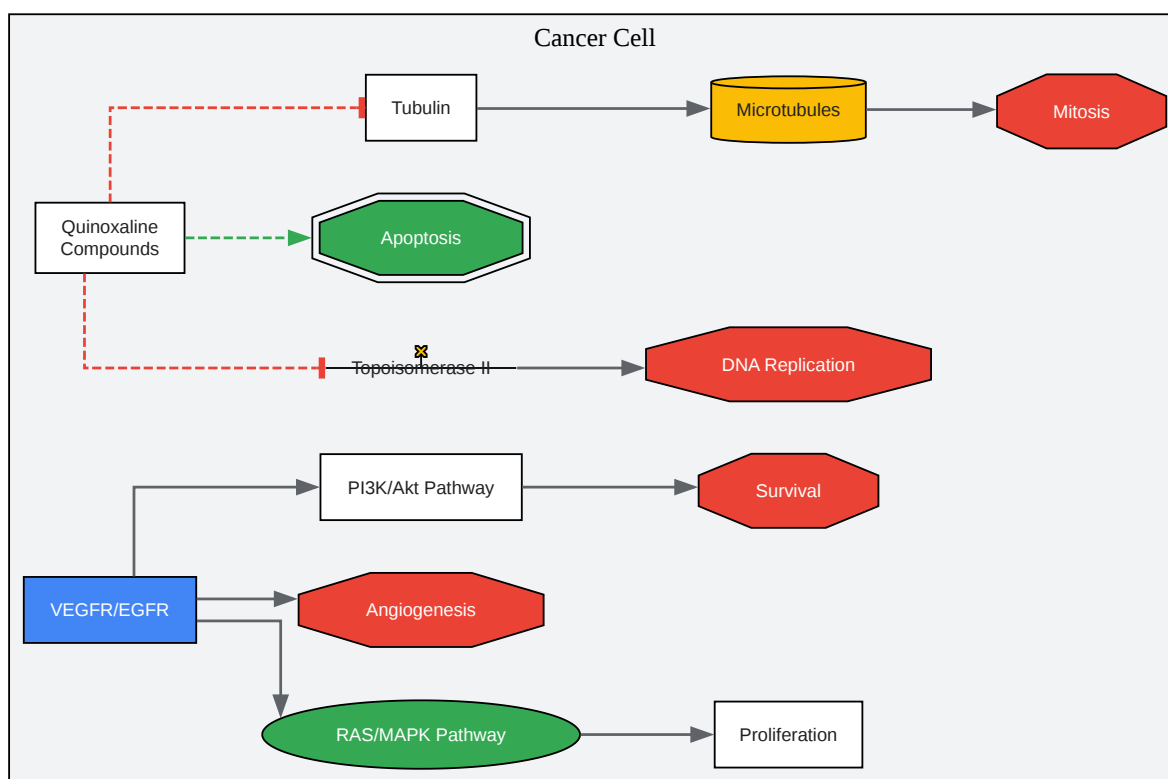 Cancer Cell
Tubulin
Microtubules
Mitosis
Quinoxaline
Compounds
Apoptosis
Topoisomerase II
DNA Replication
PI3K/Akt Pathway
Survival
VEGFR/EGFR
Angiogenesis
RAS/MAPK Pathway
Proliferation